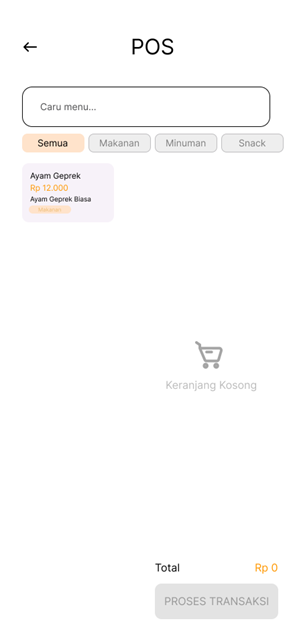 POS
Caru menu...
Semua
Makanan
Minuman
Snack
Ayam Geprek
Rp 12.000
Ayam Geprek Biasa
Makanan
Keranjang Kosong
Total
Rp 0
PROSES TRANSAKSI